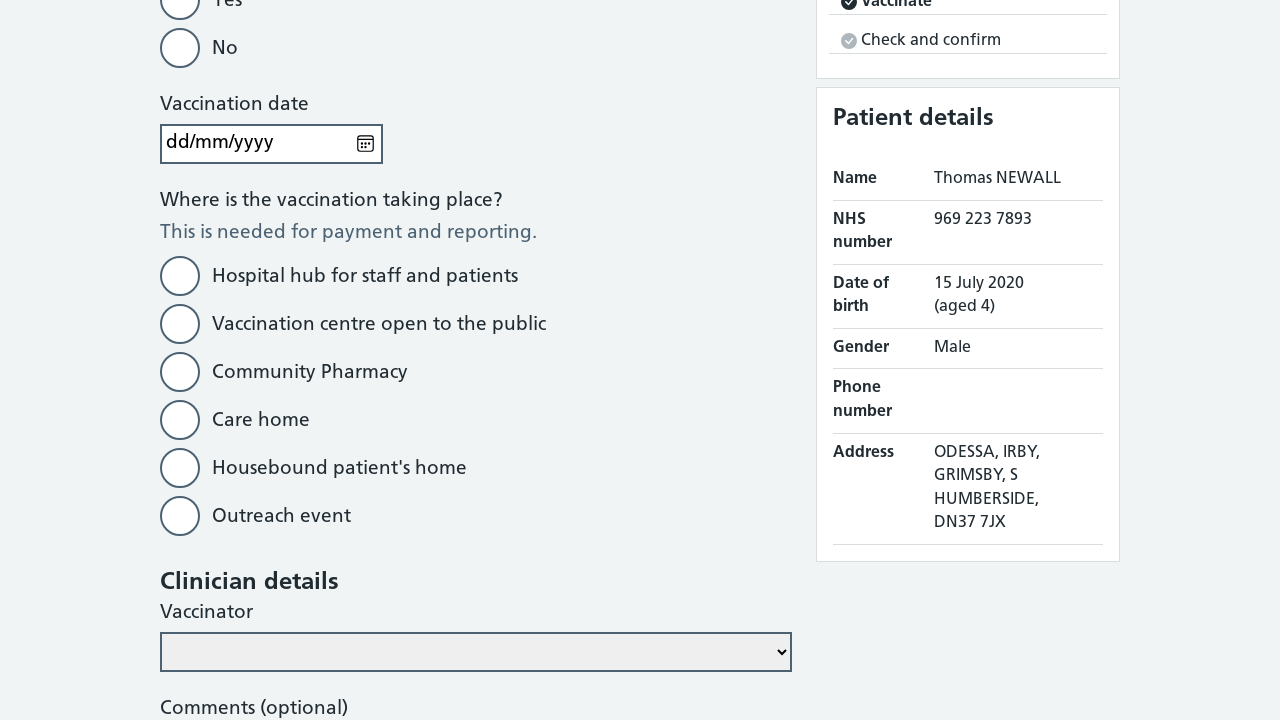 Yes
No
Vaccination date
dd/mm/yyyy
Where is the vaccination taking place?
This is needed for payment and reporting.
Hospital hub for staff and patients
Vaccination centre open to the public
Community Pharmacy
Care home
Housebound patient's home
Outreach event
Clinician details
Vaccinator
Comments (optional)
Vaccinate
Check and confirm
Patient details
Name Thomas NEWALL
NHS number 969 223 7893
Date of birth 15 July 2020 (aged 4)
Gender Male
Phone number
Address ODESSA, IRBY,
GRIMSBY, S
HUMBERSIDE,
DN37 7JX